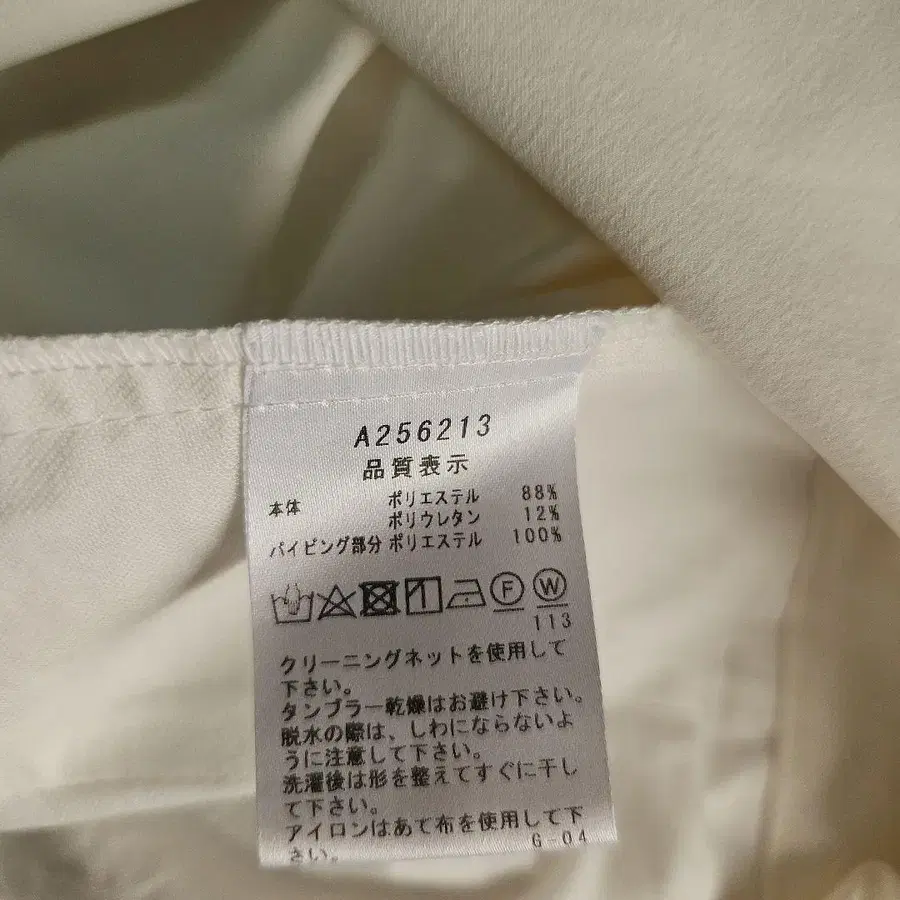 A256213
品質表示
本体 ポリエステル 88%
ポリウレタン 12%
パイピング部分 ポリエステル 100%
F W
113
クリーニングネットを使用して
下さい。
タンブラー乾燥はお避け下さい。
脱水の際は、しわにならないよ
うに注意して下さい。
洗濯後は形を整えてすぐに干し
て下さい。
アイロンはあて布を使用して下
さい。
G-04